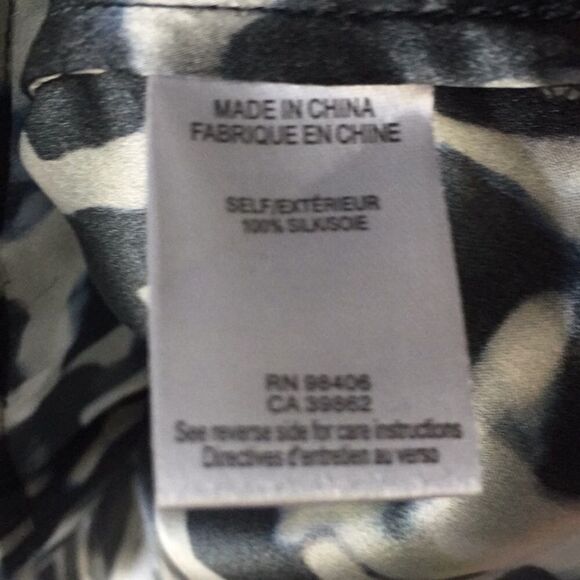 MADE IN CHINA
FABRIQUE EN CHINE
SELF/EXTÉRIEUR
100% SILK/SOIE
RN 98406
CA 39862
See reverse side for care instructions
Directives d'entretien au verso